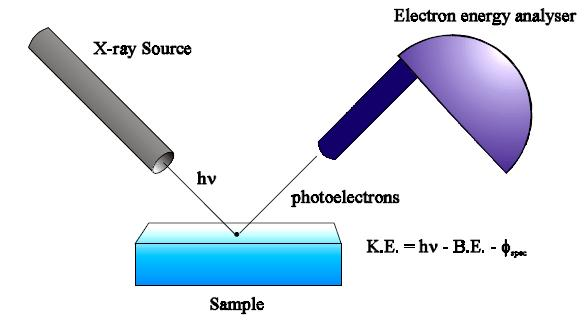 Electron energy analyser
X-ray Source
hν
photoelectrons
K.E. = hν - B.E. - ϕspec
Sample